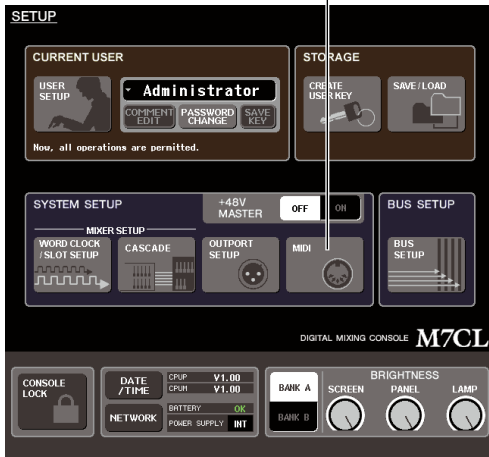 SETUP
CURRENT USER
USER
SETUP
Administrator
COMMENT
EDIT
PASSWORD
CHANGE
SAVE
KEY
Now, all operations are permitted.
STORAGE
CREATE
USER KEY
SAVE/LOAD
SYSTEM SETUP
+48V
MASTER
OFF
ON
MIXER SETUP
WORD CLOCK
/SLOT SETUP
CASCADE
OUTPORT
SETUP
MIDI
BUS SETUP
BUS
SETUP
DIGITAL MIXING CONSOLE M7CL
CONSOLE
LOCK
DATE
/TIME
CPUP V1.00
CPUM V1.00
NETWORK
BATTERY OK
POWER SUPPLY INT
BANK A
BANK B
BRIGHTNESS
SCREEN PANEL LAMP